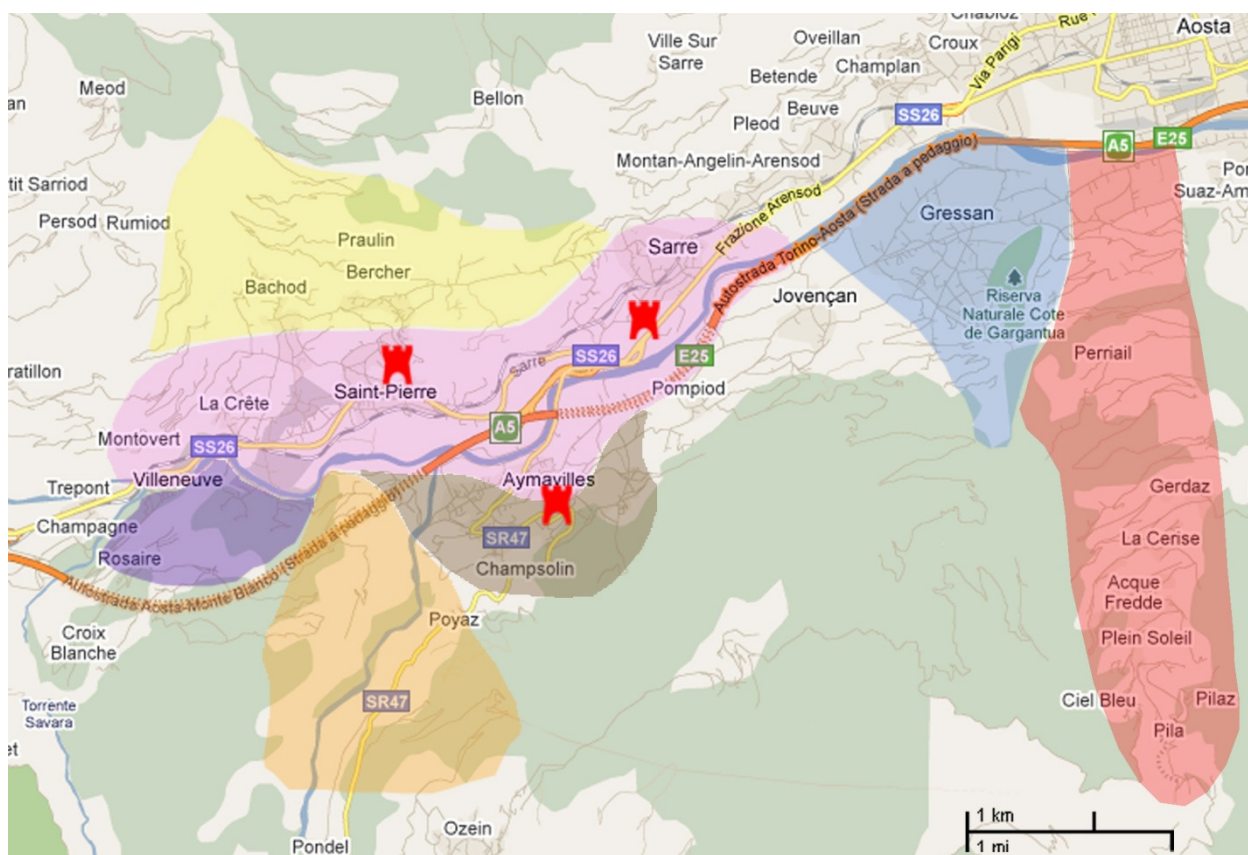 Chabloz
Rue
Aosta
Ville Sur
Sarre
Oveillan
Croux
Via Parigi
Champlan
Betende
Meod
Bellon
Beuve
SS26
Pleod
A5
E25
Montan-Angelin-Arensod
Suaz-Am
Sarriod
Persod
Rumiod
Frazione Arensod
Autostrada Torino-Aosta (Strada a pedaggio)
Gressan
Praulin
Sarre
Bercher
Bachod
Jovençan
Riserva
Naturale Cote
de Gargantua
Sarre
SS26
E25
Perriail
Saint-Pierre
Pompiod
La Crête
A5
Montovert
SS26
Villeneuve
Aymavilles
Trepont
Gerdaz
Champagne
SR47
La Cerise
Rosaire
Champsolin
Autostrada Aosta-Monte Bianco (Strada a pedaggio)
Acque
Fredde
Poyaz
Croix
Blanche
Plein Soleil
SR47
Ciel Bleu
Pilaz
Torrente
Savara
Pila
1 km
Ozein
Pondel
1 mi